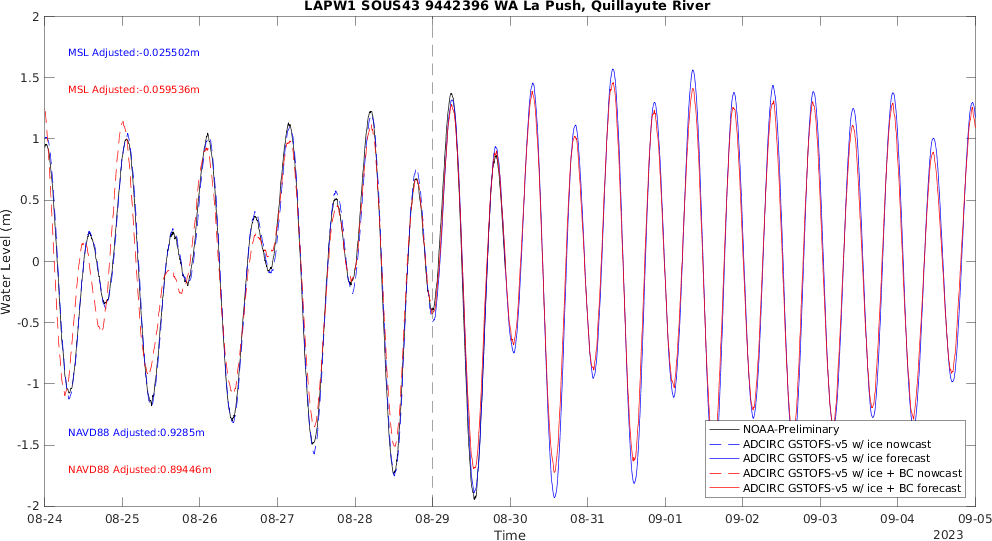 LAPW1 SOUS43 9442396 WA La Push, Quillayute River
2
1.5
1
0.5
0
-0.5
-1
-1.5
-2
Water Level (m)
MSL Adjusted:-0.025502m
MSL Adjusted:-0.059536m
NAVD88 Adjusted:0.9285m
NAVD88 Adjusted:0.89446m
NOAA-Preliminary
ADCIRC GSTOFS-v5 w/ ice nowcast
ADCIRC GSTOFS-v5 w/ ice forecast
ADCIRC GSTOFS-v5 w/ ice + BC nowcast
ADCIRC GSTOFS-v5 w/ ice + BC forecast
08-24 08-25 08-26 08-27 08-28 08-29 08-30 08-31 09-01 09-02 09-03 09-04 09-05
Time
2023